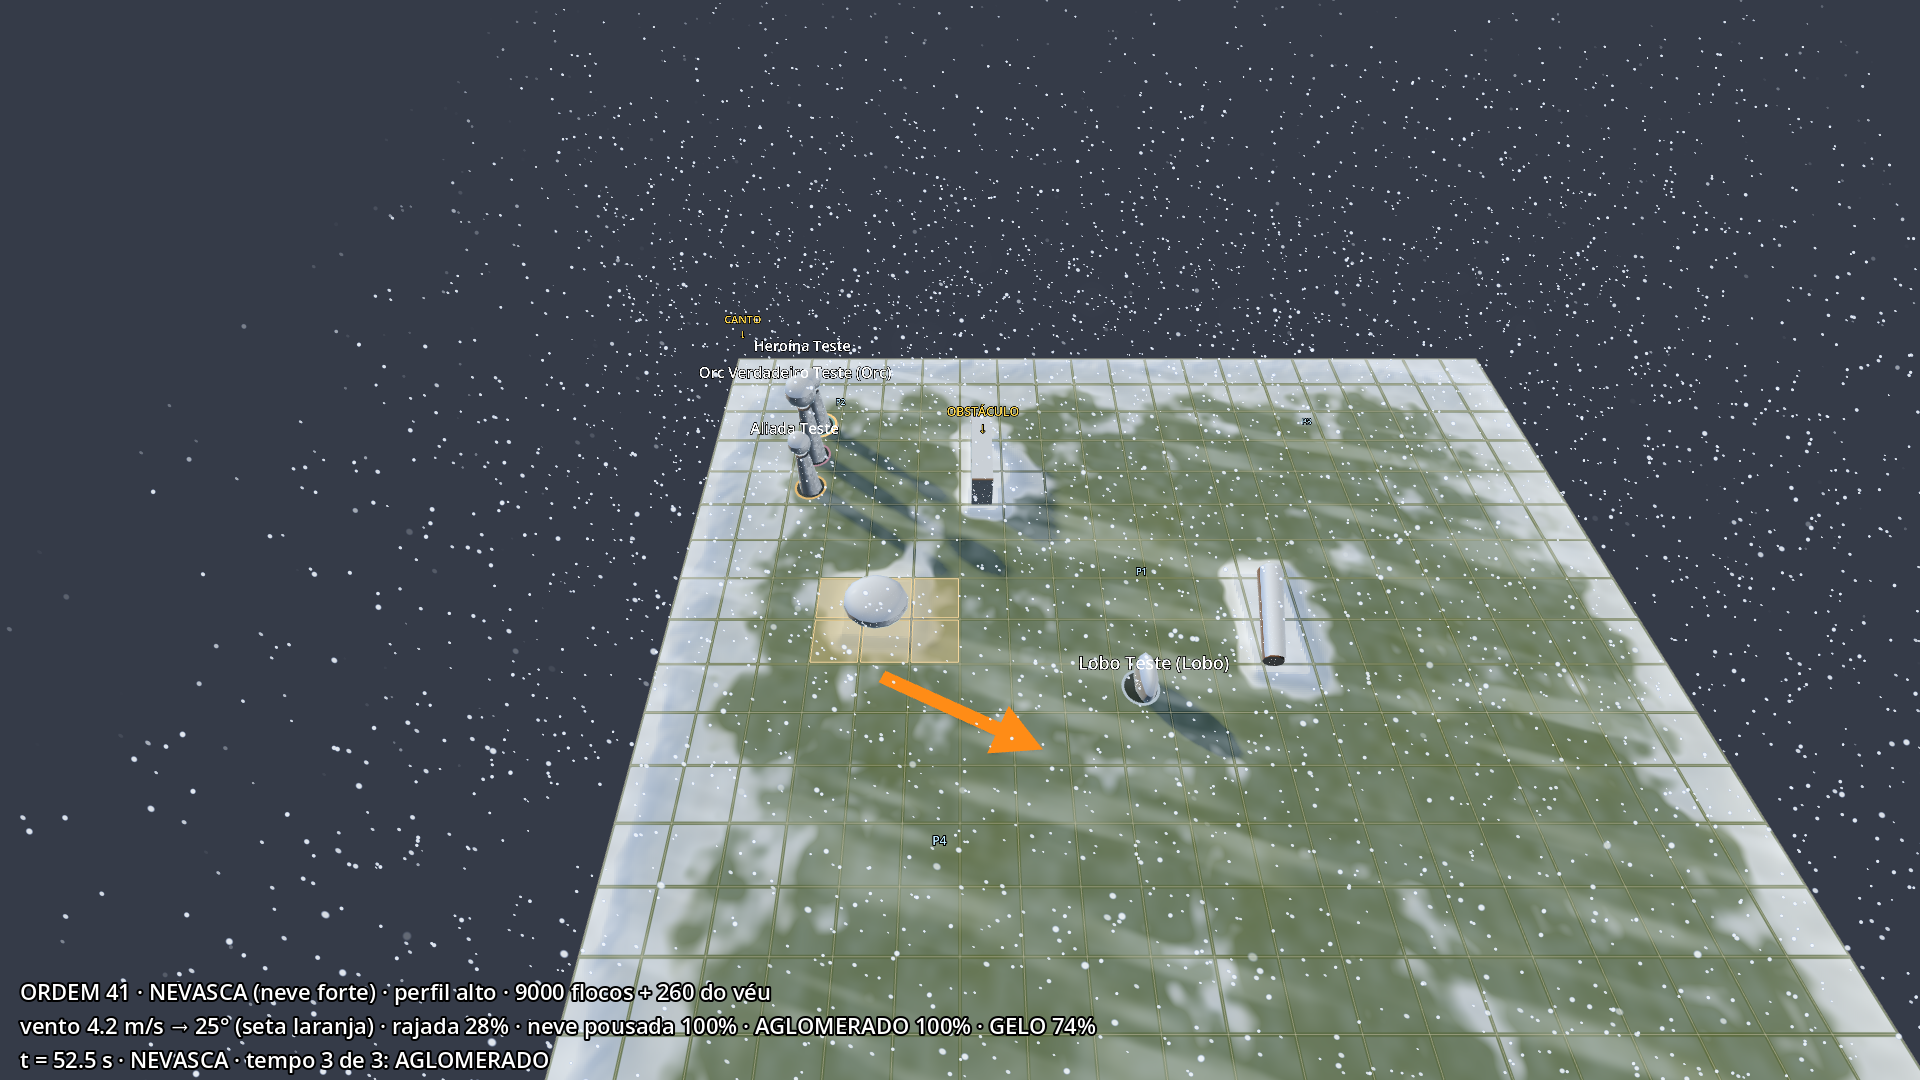 CANTO
↓
Heroína Teste
Orc Verdadeiro Teste (Orc)
P2
OBSTÁCULO
↓
Aliada Teste
P1
Lobo Teste (Lobo)
P4
ORDEM 41 · NEVASCA (neve forte) · perfil alto · 9000 flocos + 260 do véu
vento 4.2 m/s → 25° (seta laranja) · rajada 28% · neve pousada 100% · AGLOMERADO 100% · GELO 74%
t = 52.5 s · NEVASCA · tempo 3 de 3: AGLOMERADO